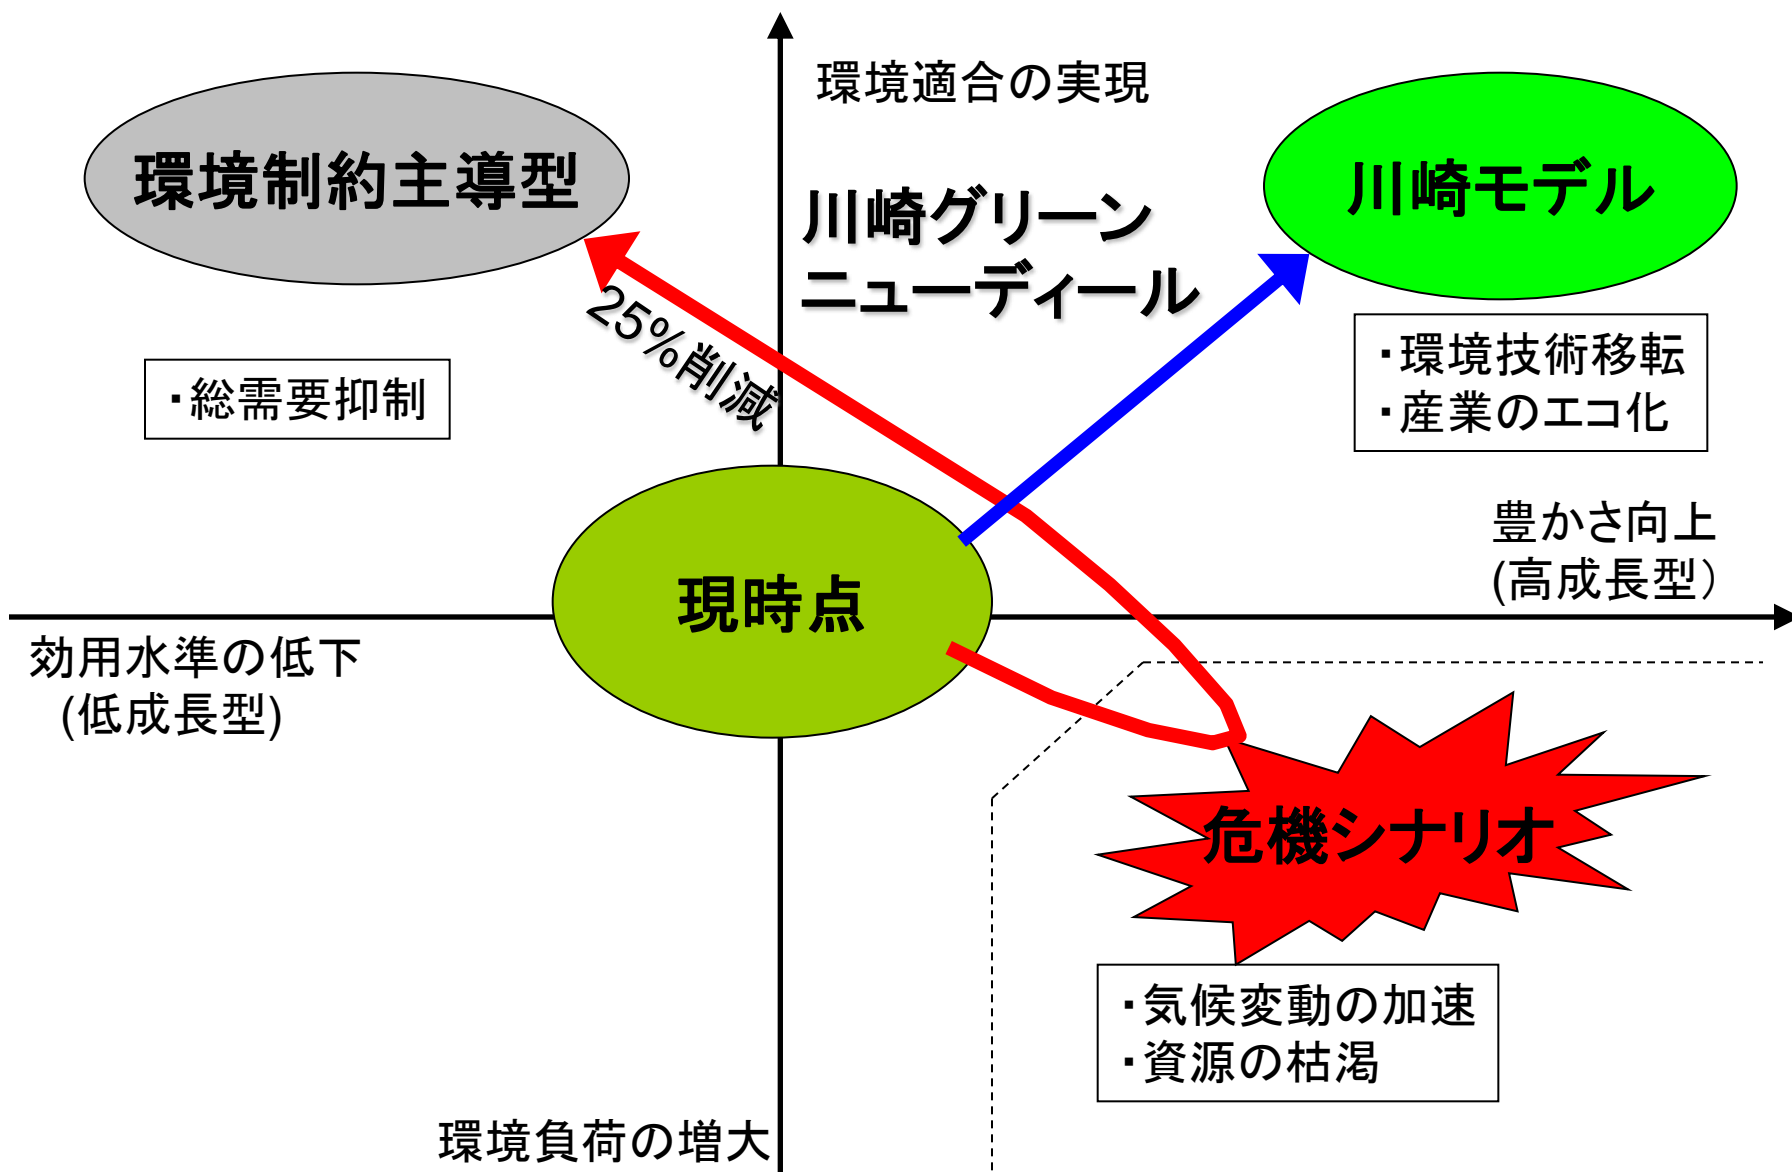 環境適合の実現
環境制約主導型
川崎モデル
川崎グリーン
ニューディール
25%削減
・総需要抑制
・環境技術移転
・産業のエコ化
豊かさ向上
(高成長型）
現時点
効用水準の低下
(低成長型)
危機シナリオ
・気候変動の加速
・資源の枯渇
環境負荷の増大